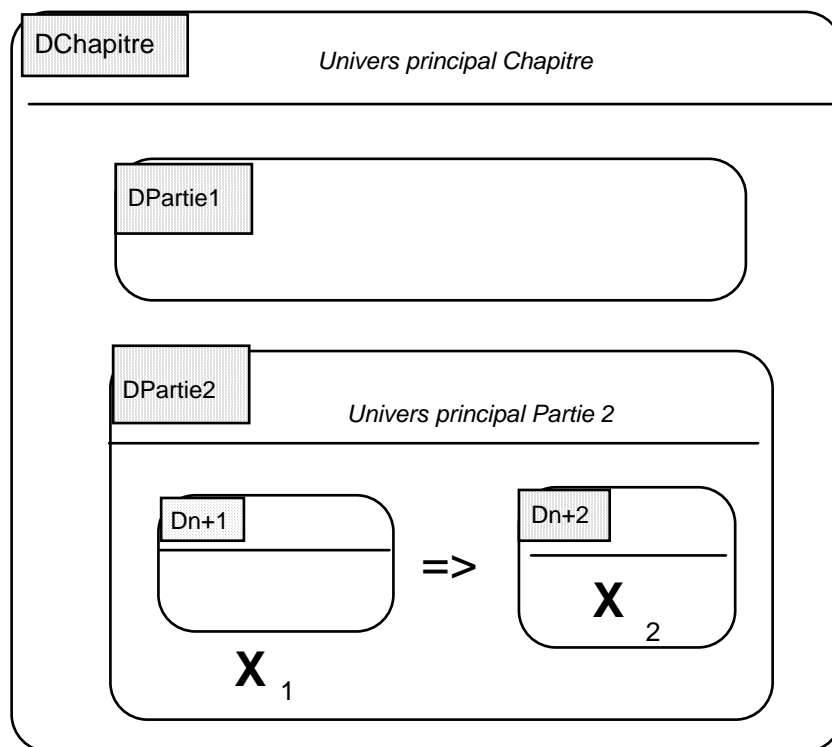 DChapitre
Univers principal Chapitre
DPartie1
DPartie2
Univers principal Partie 2
Dn+1
Dn+2
=>
X 2
X 1